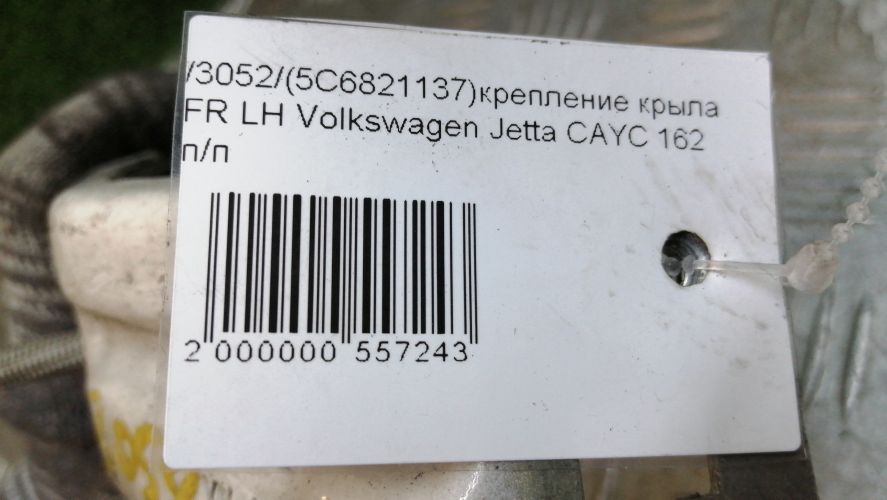 /3052/(5C6821137)крепление крыла
FR LH Volkswagen Jetta CAYC 162
п/п
2 000000 557243